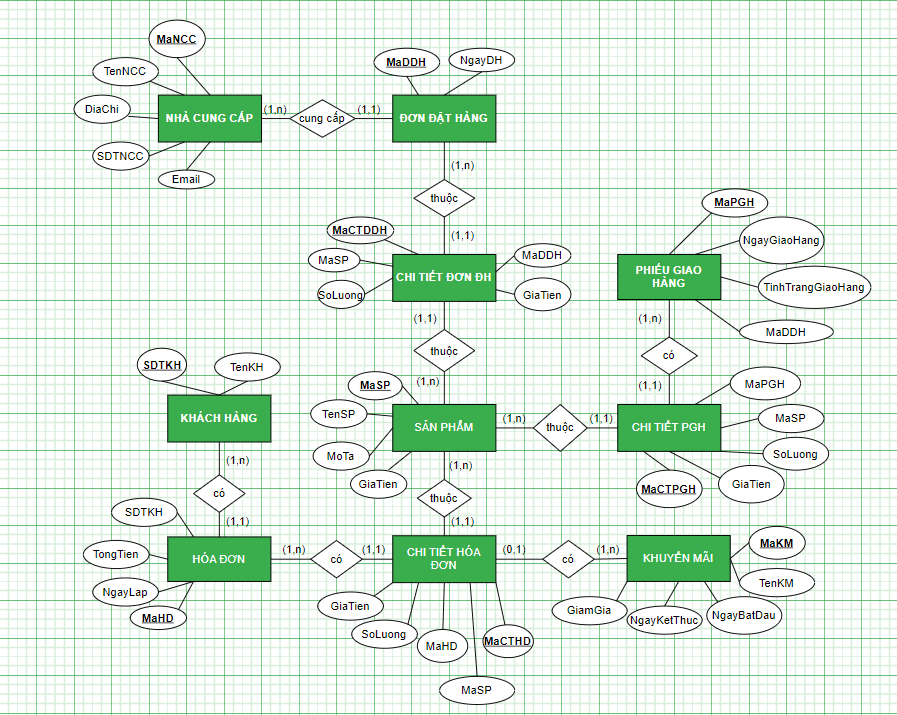 MaNCC
TenNCC
DiaChi
SDTNCC
Email
NHÀ CUNG CẤP
(1,n)
cung cấp
(1,1)
MaDDH
NgayDH
ĐƠN ĐẶT HÀNG
(1,n)
thuộc
(1,1)
MaCTDDH
MaSP
SoLuong
MaDDH
GiaTien
CHI TIẾT ĐƠN ĐH
(1,1)
thuộc
(1,n)
MaPGH
NgayGiaoHang
TinhTrangGiaoHang
MaDDH
PHIẾU GIAO
HÀNG
(1,n)
có
(1,1)
SDTKH
TenKH
KHÁCH HÀNG
(1,n)
có
(1,1)
MaSP
TenSP
MoTa
GiaTien
SẢN PHẨM
(1,n)
thuộc
(1,1)
MaPGH
MaSP
SoLuong
GiaTien
MaCTPGH
CHI TIẾT PGH
(1,n)
thuộc
(1,1)
SDTKH
TongTien
NgayLap
MaHD
HÓA ĐƠN
(1,n)
có
(1,1)
CHI TIẾT HÓA
ĐƠN
(0,1)
có
(1,n)
KHUYẾN MÃI
MaKM
TenKM
GiaTien
SoLuong
MaHD
MaCTHD
MaSP
GiamGia
NgayKetThuc
NgayBatDau